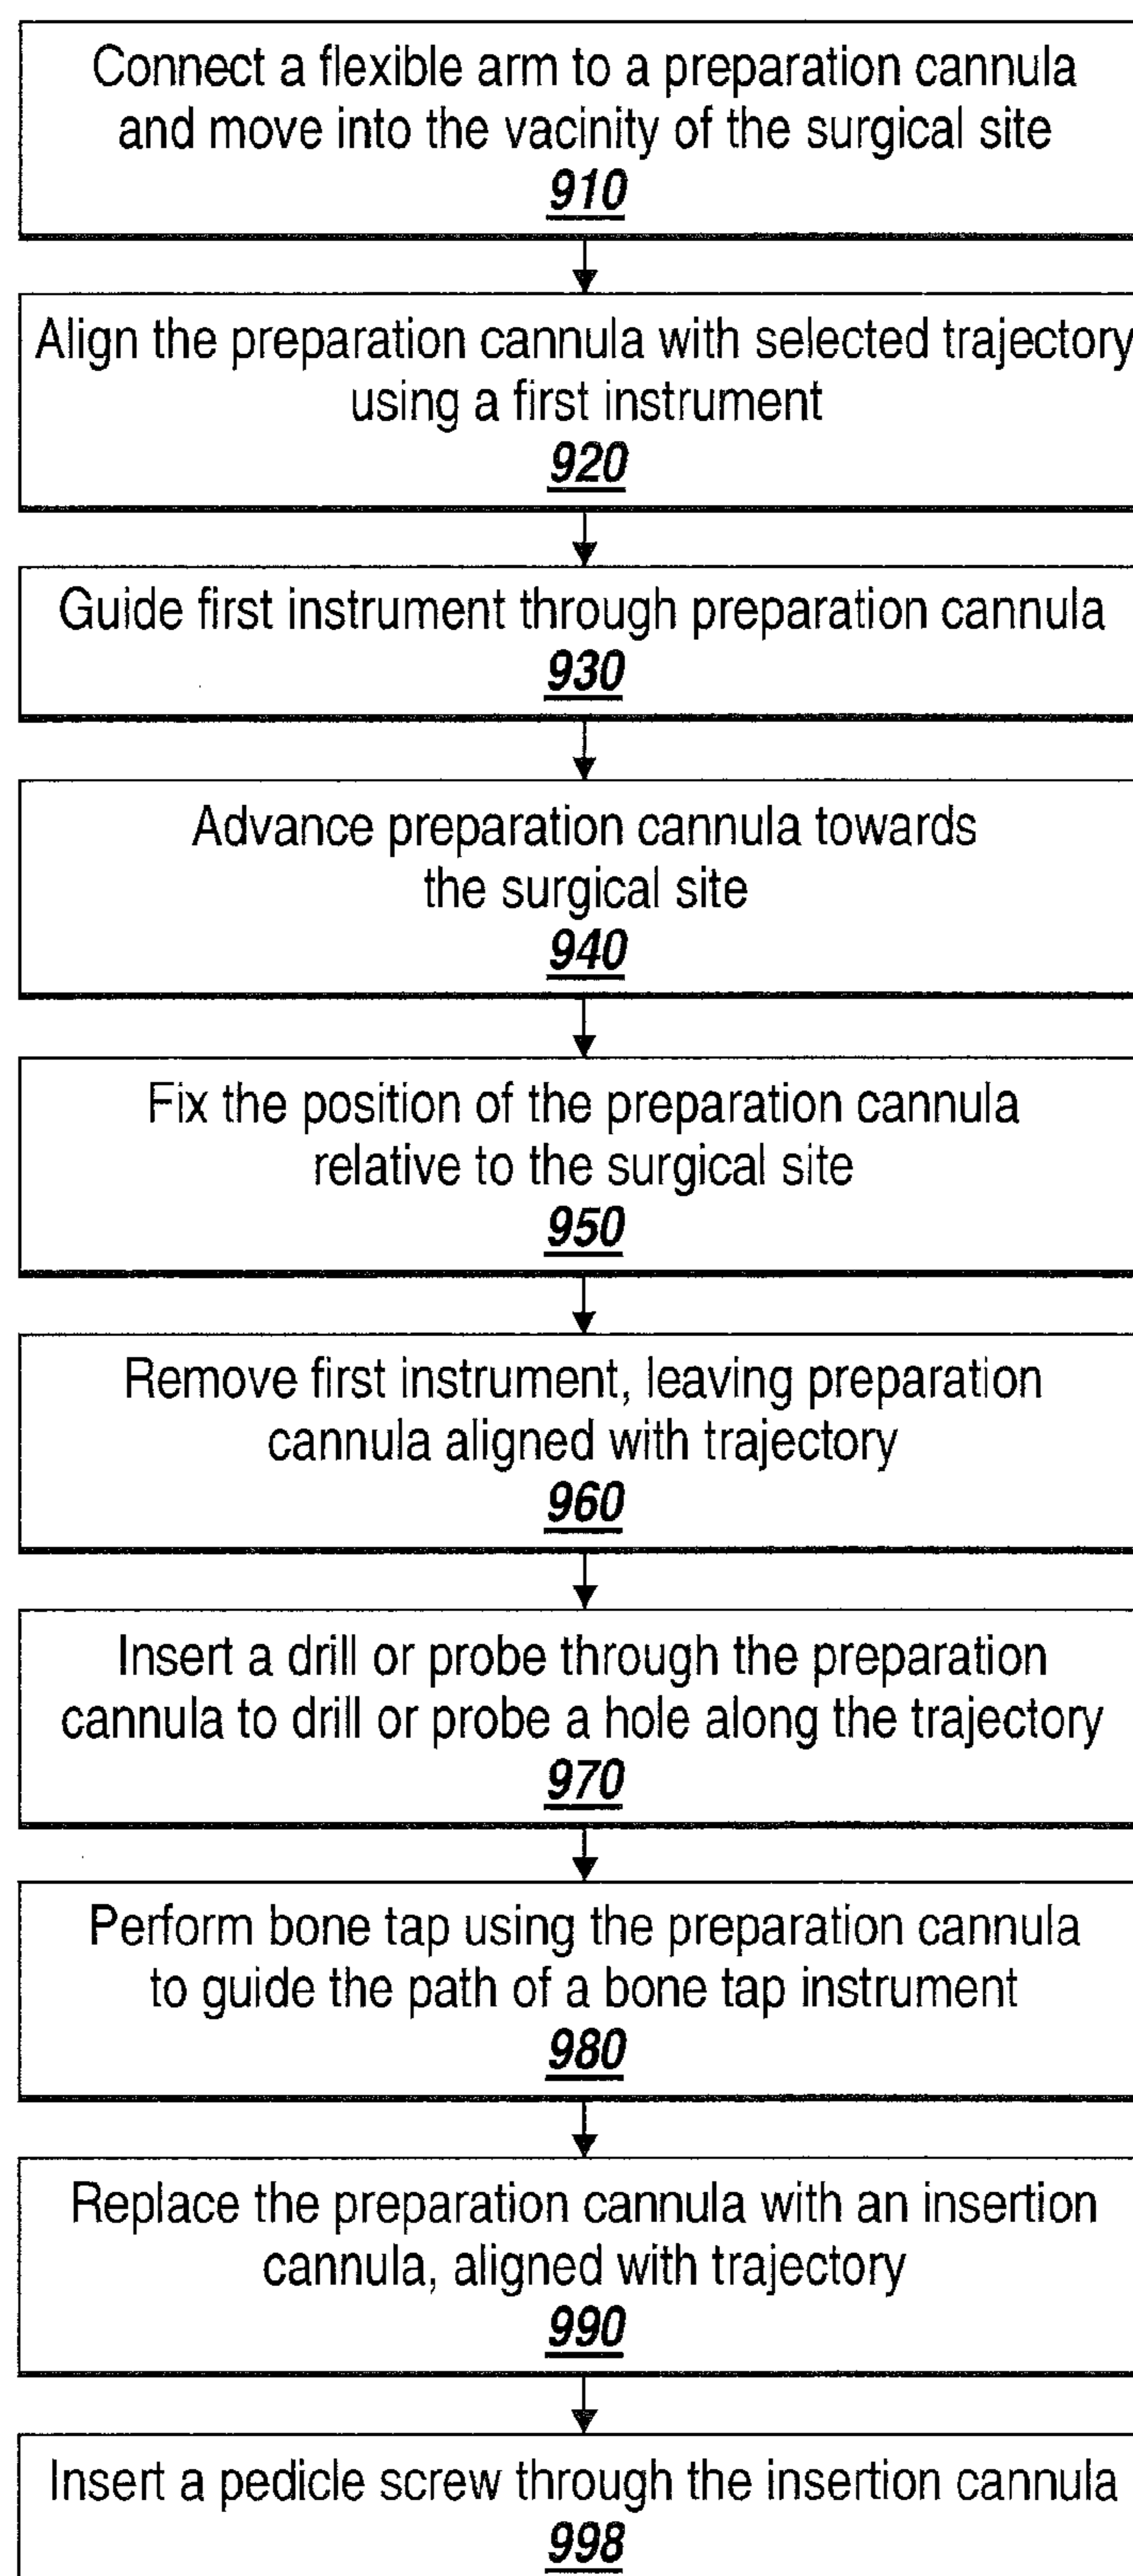 Connect a flexible arm to a preparation cannula
and move into the vacinity of the surgical site
910
Align the preparation cannula with selected trajectory
using a first instrument
920
Guide first instrument through preparation cannula
930
Advance preparation cannula towards
the surgical site
940
Fix the position of the preparation cannula
relative to the surgical site
950
Remove first instrument, leaving preparation
cannula aligned with trajectory
960
Insert a drill or probe through the preparation
cannula to drill or probe a hole along the trajectory
970
Perform bone tap using the preparation cannula
to guide the path of a bone tap instrument
980
Replace the preparation cannula with an insertion
cannula, aligned with trajectory
990
Insert a pedicle screw through the insertion cannula
998